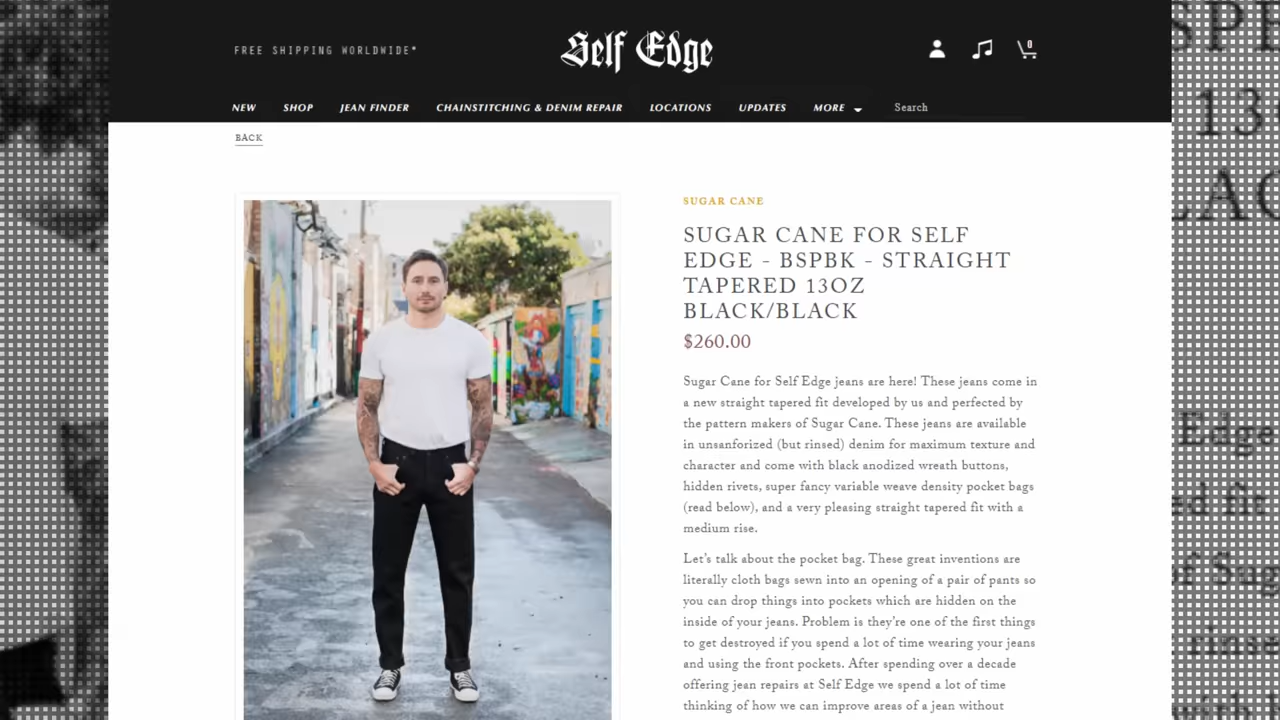 FREE SHIPPING WORLDWIDE*
Self Edge
0
NEW SHOP JEAN FINDER CHAINSTITCHING & DENIM REPAIR LOCATIONS UPDATES MORE Search
BACK
SUGAR CANE
SUGAR CANE FOR SELF
EDGE - BSPBK - STRAIGHT
TAPERED 13OZ
BLACK/BLACK
$260.00
Sugar Cane for Self Edge jeans are here! These jeans come in
a new straight tapered fit developed by us and perfected by
the pattern makers of Sugar Cane. These jeans are available
in unsanforized (but rinsed) denim for maximum texture and
character and come with black anodized wreath buttons,
hidden rivets, super fancy variable weave density pocket bags
(read below), and a very pleasing straight tapered fit with a
medium rise.
Let's talk about the pocket bag. These great inventions are
literally cloth bags sewn into an opening of a pair of pants so
you can drop things into pockets which are hidden on the
inside of your jeans. Problem is they're one of the first things
to get destroyed if you spend a lot of time wearing your jeans
and using the front pockets. After spending over a decade
offering jean repairs at Self Edge we spend a lot of time
thinking of how we can improve areas of a jean without